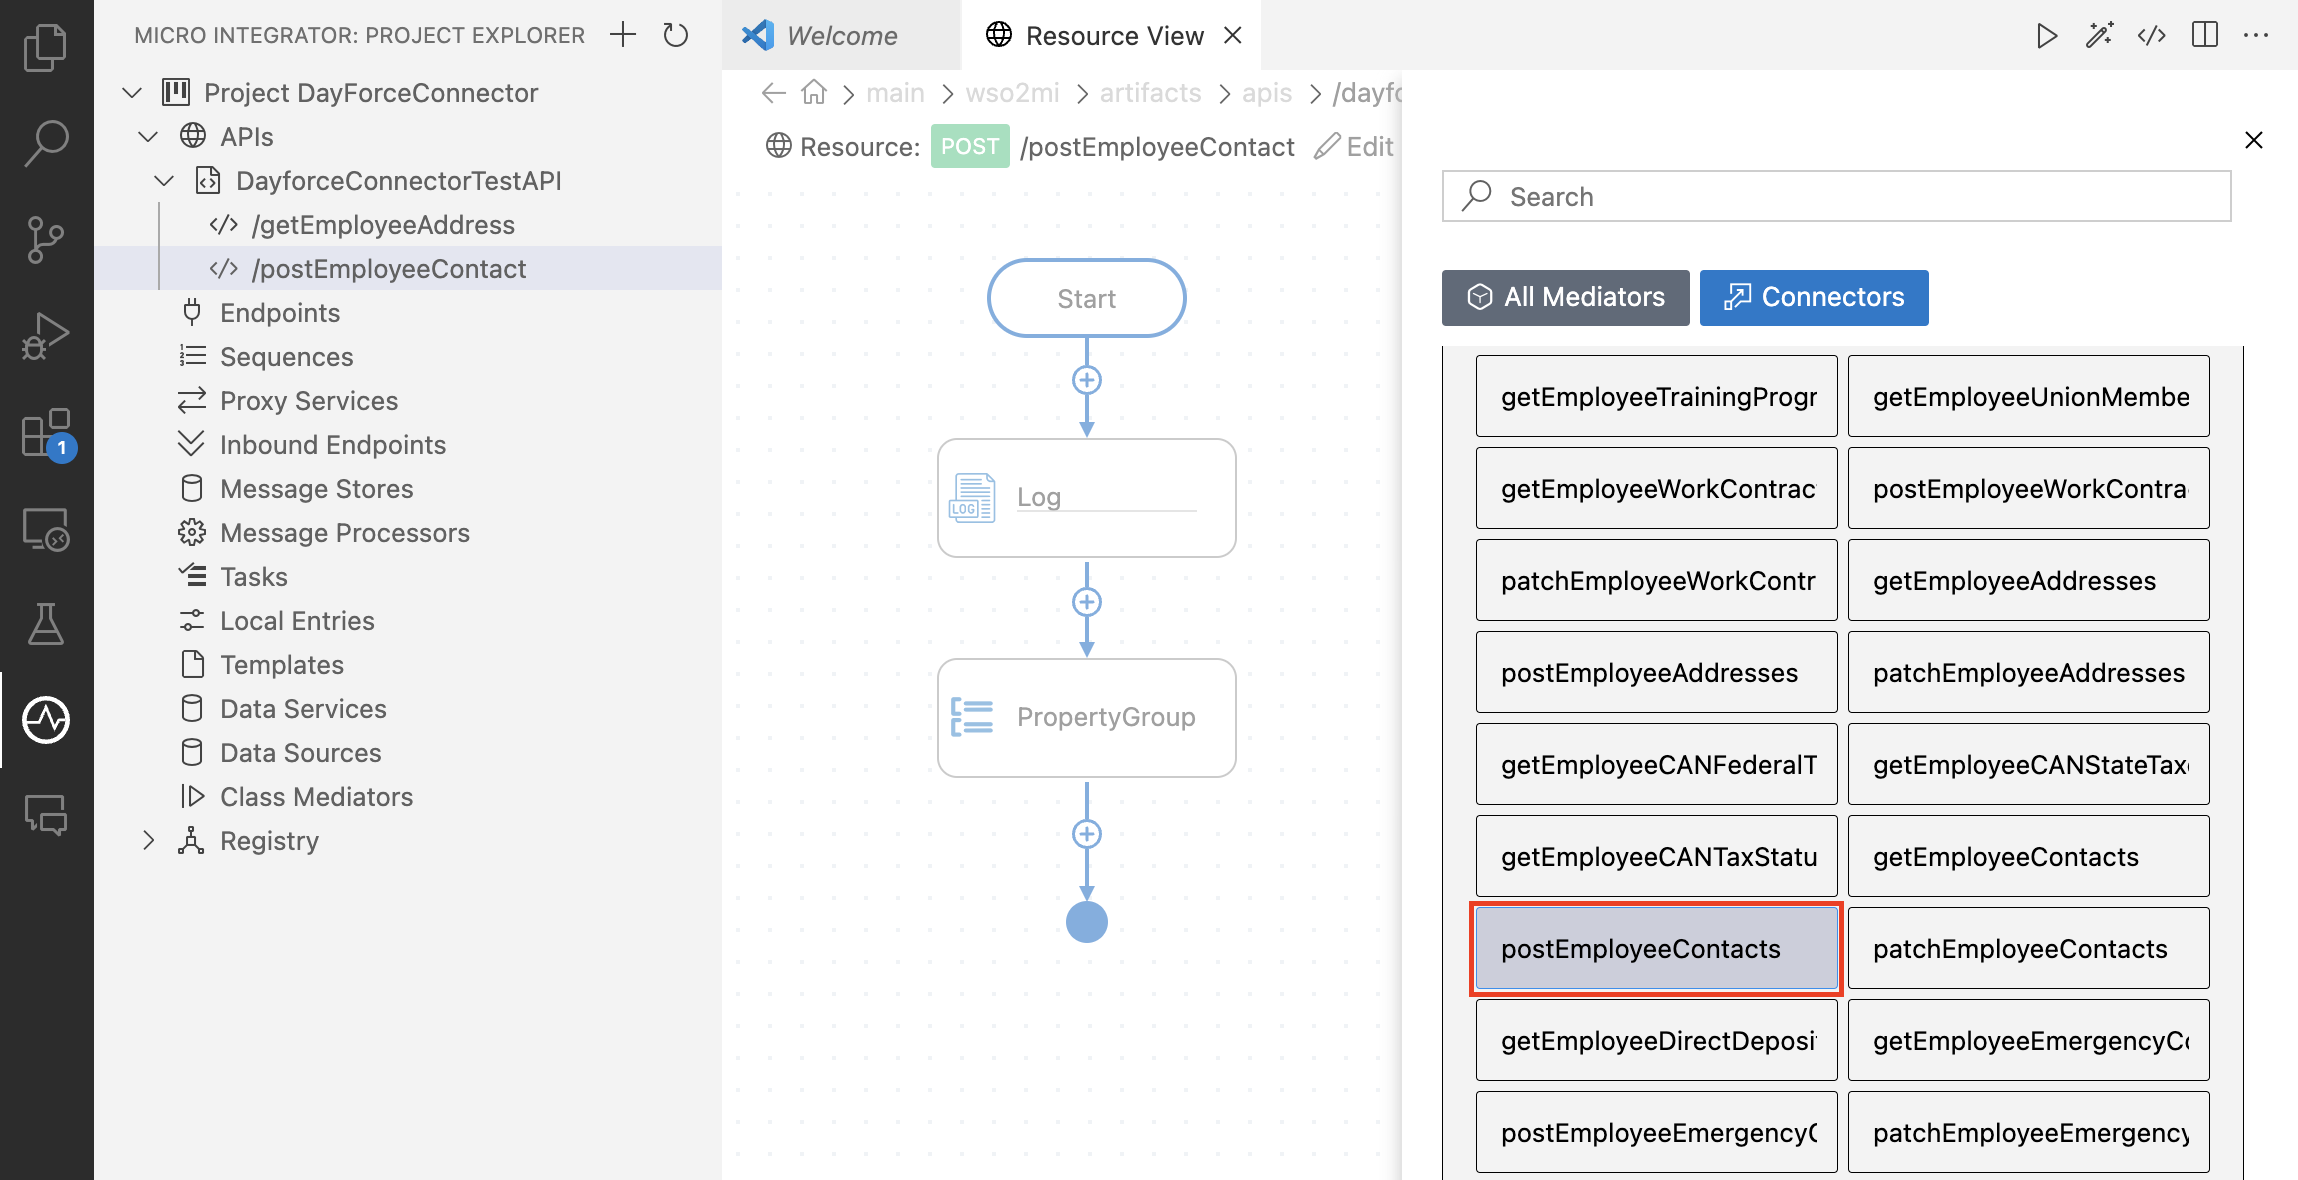 MICRO INTEGRATOR: PROJECT EXPLORER
Project DayForceConnector
APIs
DayforceConnectorTestAPI
/getEmployeeAddress
/postEmployeeContact
Endpoints
Sequences
Proxy Services
Inbound Endpoints
Message Stores
Message Processors
Tasks
Local Entries
Templates
Data Services
Data Sources
Class Mediators
Registry
1
Welcome
Resource View
main > wso2mi > artifacts > apis > /dayfo
Resource: POST /postEmployeeContact Edit
Start
LOG
Log
PropertyGroup
Search
All Mediators
Connectors
getEmployeeTrainingProgr
getEmployeeUnionMembe
getEmployeeWorkContrac
postEmployeeWorkContra
patchEmployeeWorkContr
getEmployeeAddresses
postEmployeeAddresses
patchEmployeeAddresses
getEmployeeCANFederalT
getEmployeeCANStateTax
getEmployeeCANTaxStatu
getEmployeeContacts
postEmployeeContacts
patchEmployeeContacts
getEmployeeDirectDeposi
getEmployeeEmergencyC
postEmployeeEmergency
patchEmployeeEmergency